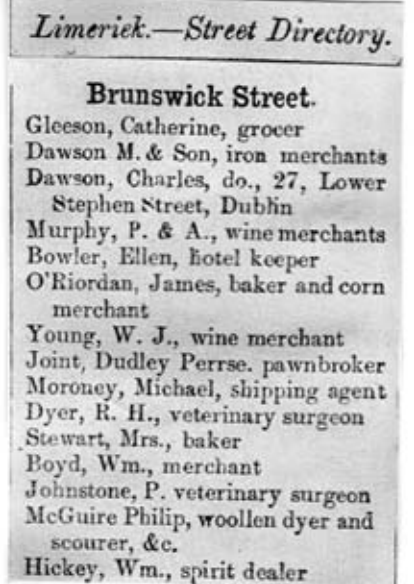 Limerick.—Street Directory.
Brunswick Street.
Gleeson, Catherine, grocer
Dawson M. & Son, iron merchants
Dawson, Charles, do., 27, Lower
Stephen Street, Dublin
Murphy, P. & A., wine merchants
Bowler, Ellen, hotel keeper
O'Riordan, James, baker and corn
merchant
Young, W. J., wine merchant
Joint, Dudley Perrse. pawnbroker
Moroney, Michael, shipping agent
Dyer, R. H., veterinary surgeon
Stewart, Mrs., baker
Boyd, Wm., merchant
Johnstone, P. veterinary surgeon
McGuire Philip, woollen dyer and
scourer, &c.
Hickey, Wm., spirit dealer